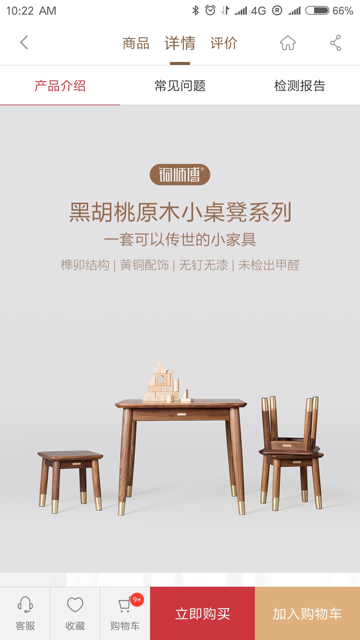 10:22 AM
4G
R
66%
商品 详情 评价
产品介绍 常见问题 检测报告
铜师傅®
黑胡桃原木小桌凳系列
一套可以传世的小家具
榫卯结构 | 黄铜配饰 | 无钉无漆 | 未检出甲醛
9+
客服 收藏 购物车 立即购买 加入购物车